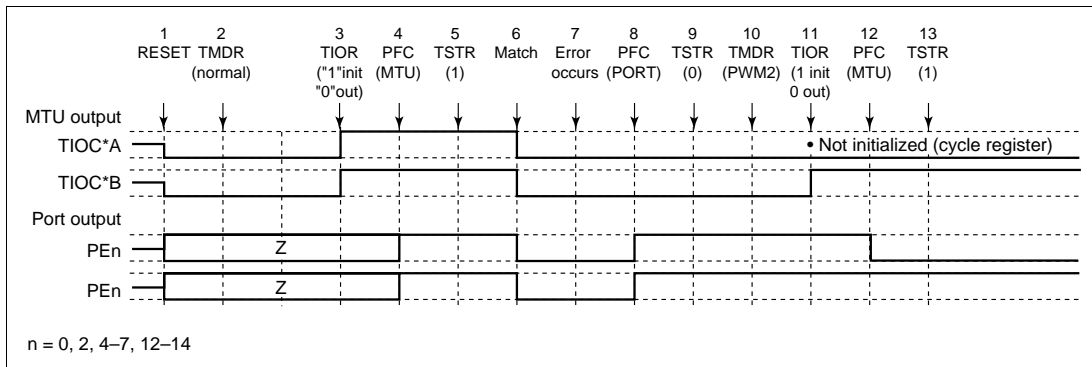 1 2 3 4 5 6 7 8 9 10 11 12 13
RESET TMDR TIOR PFC TSTR Match Error PFC TSTR TMDR TIOR PFC TSTR
(normal) ("1"init (MTU) (1) occurs (PORT) (0) (PWM2) (1 init (MTU) (1)
"0"out) 0 out)
MTU output
TIOC*A • Not initialized (cycle register)
TIOC*B
Port output
PEn Z
PEn Z
n = 0, 2, 4–7, 12–14